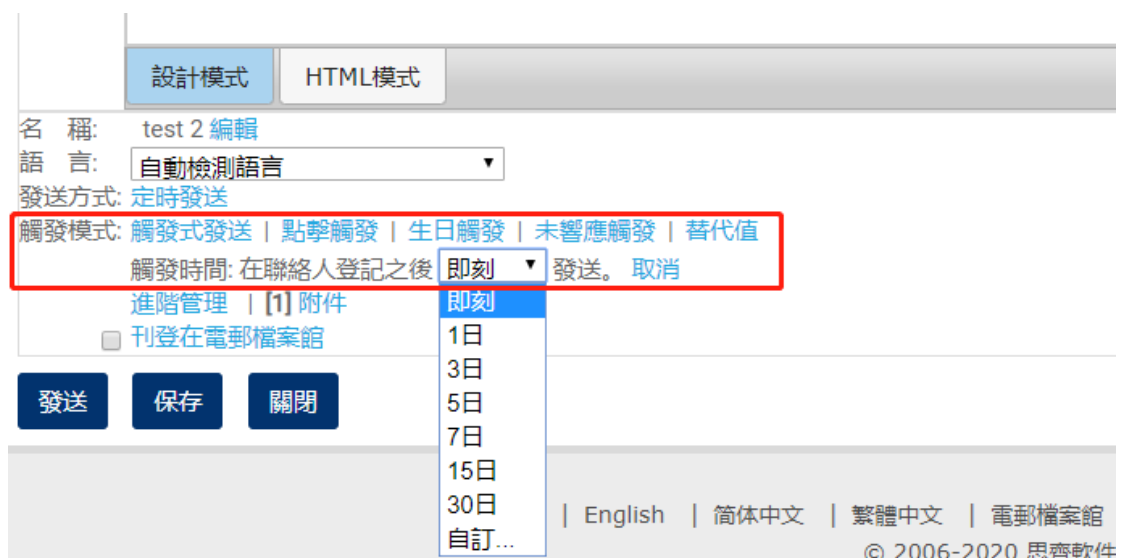 設計模式 HTML模式
名 稱: test 2 編輯
語 言: 自動檢測語言
發送方式: 定時發送
觸發模式: 觸發式發送 | 點擊觸發 | 生日觸發 | 未響應觸發 | 替代值
觸發時間: 在聯絡人登記之後 即刻 發送。 取消
進階管理 | [1] 附件
即刻
刊登在電郵檔案館
1日
3日
發送 保存 關閉
5日
7日
15日
30日
| English | 简体中文 | 繁體中文 | 電郵檔案館
自訂...
© 2006-2020 思齊軟件